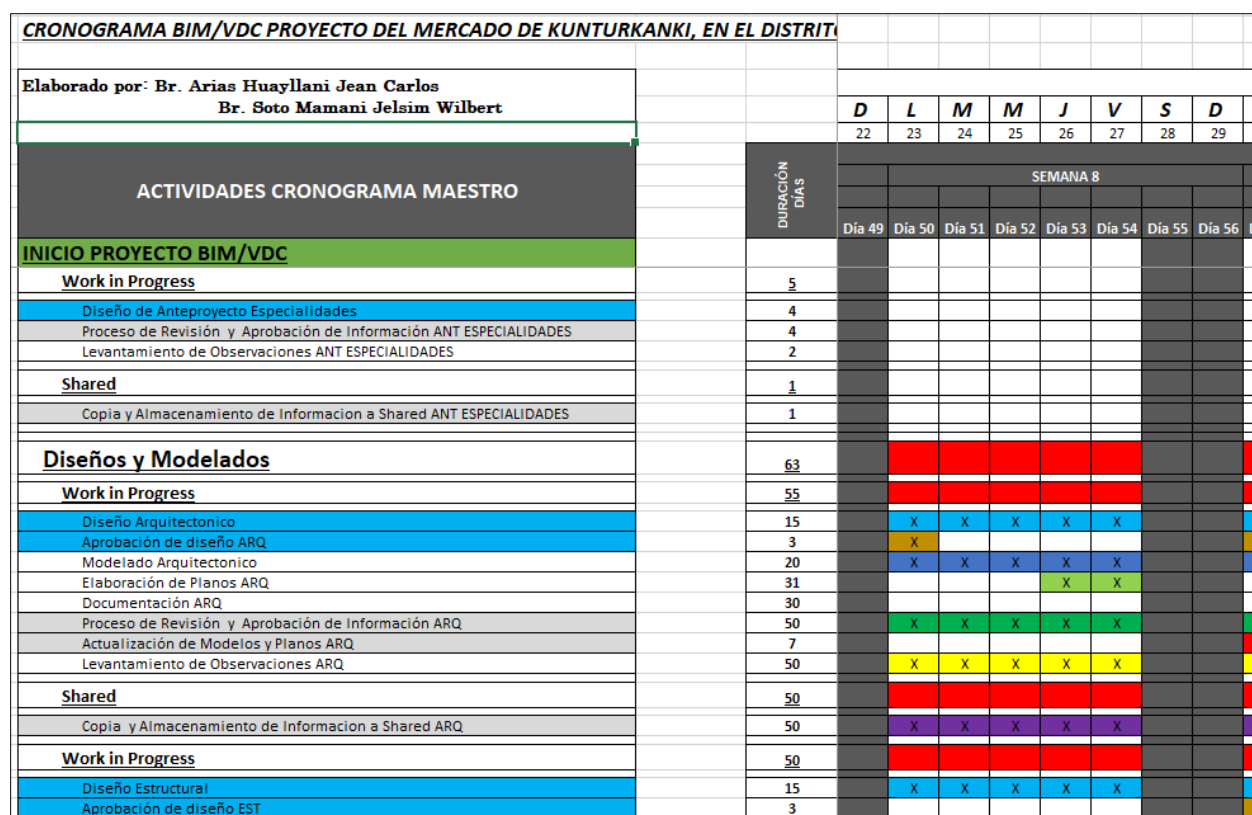 CRONOGRAMA BIM/VDC PROYECTO DEL MERCADO DE KUNTURKANKI, EN EL DISTRIT
Elaborado por: Br. Arias Huayllani Jean Carlos
Br. Soto Mamani Jelsim Wilbert
D L M M J V S D
22 23 24 25 26 27 28 29
ACTIVIDADES CRONOGRAMA MAESTRO
DURACIÓN DÍAS
SEMANA 8
Día 49 Día 50 Día 51 Día 52 Día 53 Día 54 Día 55 Día 56
INICIO PROYECTO BIM/VDC
Work in Progress 5
Diseño de Anteproyecto Especialidades 4
Proceso de Revisión y Aprobación de Información ANT ESPECIALIDADES 4
Levantamiento de Observaciones ANT ESPECIALIDADES 2
Shared 1
Copia y Almacenamiento de Informacion a Shared ANT ESPECIALIDADES 1
Diseños y Modelados 63
Work in Progress 55
Diseño Arquitectonico 15 X X X X X
Aprobación de diseño ARQ 3 X
Modelado Arquitectonico 20 X X X X X
Elaboración de Planos ARQ 31 X X
Documentación ARQ 30
Proceso de Revisión y Aprobación de Información ARQ 50 X X X X X
Actualización de Modelos y Planos ARQ 7
Levantamiento de Observaciones ARQ 50 X X X X X
Shared 50
Copia y Almacenamiento de Informacion a Shared ARQ 50 X X X X X
Work in Progress 50
Diseño Estructural 15 X X X X X
Aprobación de diseño EST 3